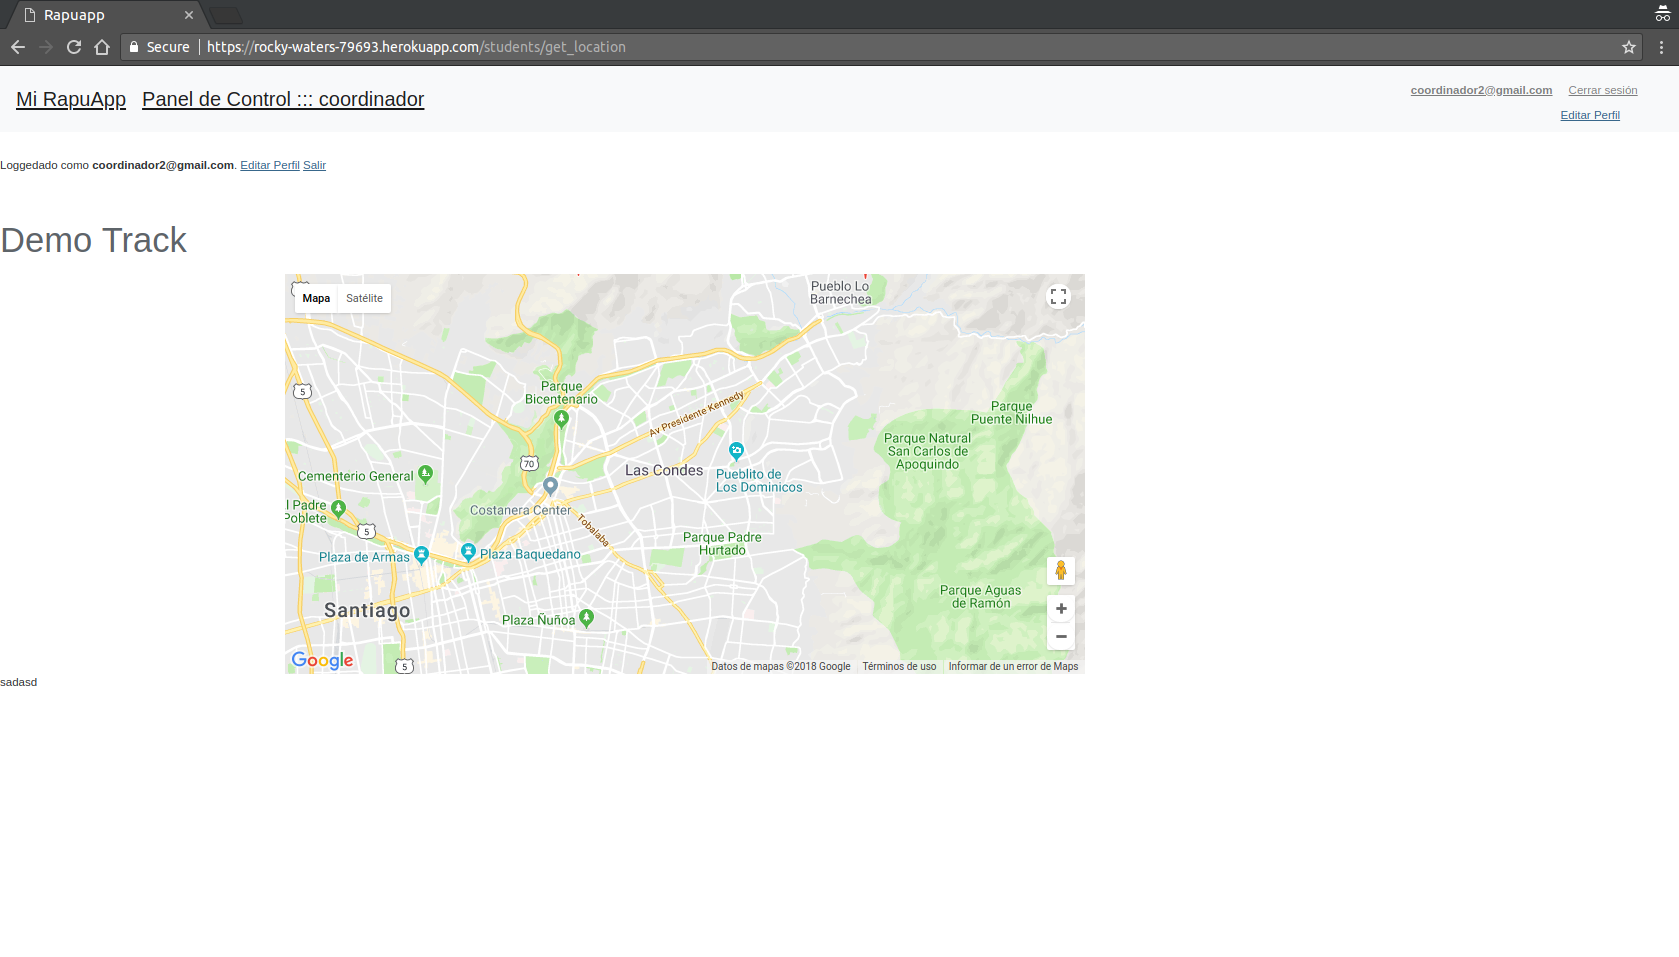 Rapuapp
Secure
https://rocky-waters-79693.herokuapp.com/students/get_location
Mi RapuApp Panel de Control ::: coordinador
coordinador2@gmail.com Cerrar sesión
Editar Perfil
Loggedado como coordinador2@gmail.com. Editar Perfil Salir
Demo Track
Mapa Satélite
Pueblo Lo
Barnechea
5
Parque
Bicentenario
Av Presidente Kennedy
Parque
Puente Ñilhue
Parque Natural
San Carlos de
Apoquindo
70
Las Condes
Pueblito de
Los Dominicos
Cementerio General
l Padre
Poblete
Costanera Center
5
Tobalaba
Parque Padre
Hurtado
Plaza de Armas
Plaza Baquedano
Parque Aguas
de Ramón
Santiago
Plaza Ñuñoa
Google
5
Datos de mapas ©2018 Google Términos de uso Informar de un error de Maps
sadasd